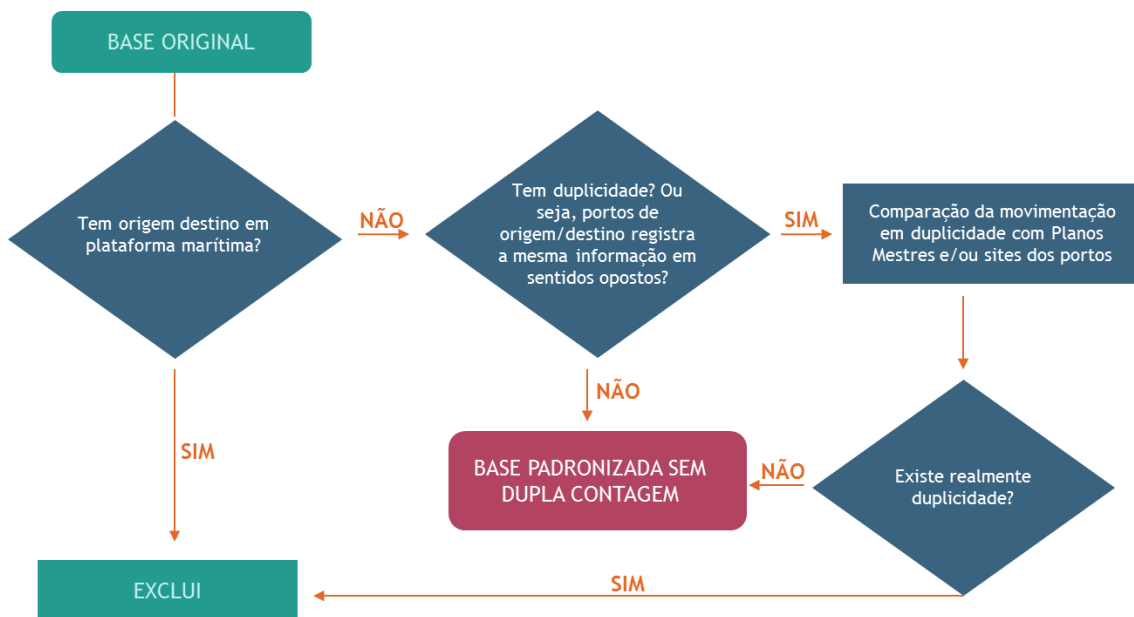 BASE ORIGINAL
Tem origem destino em
plataforma marítima?
NÃO
Tem duplicidade? Ou
seja, portos de
origem/destino registra
a mesma informação em
sentidos opostos?
SIM
Comparação da movimentação
em duplicidade com Planos
Mestres e/ou sites dos portos
NÃO
SIM
BASE PADRONIZADA SEM
DUPLA CONTAGEM
NÃO
Existe realmente
duplicidade?
EXCLUI
SIM